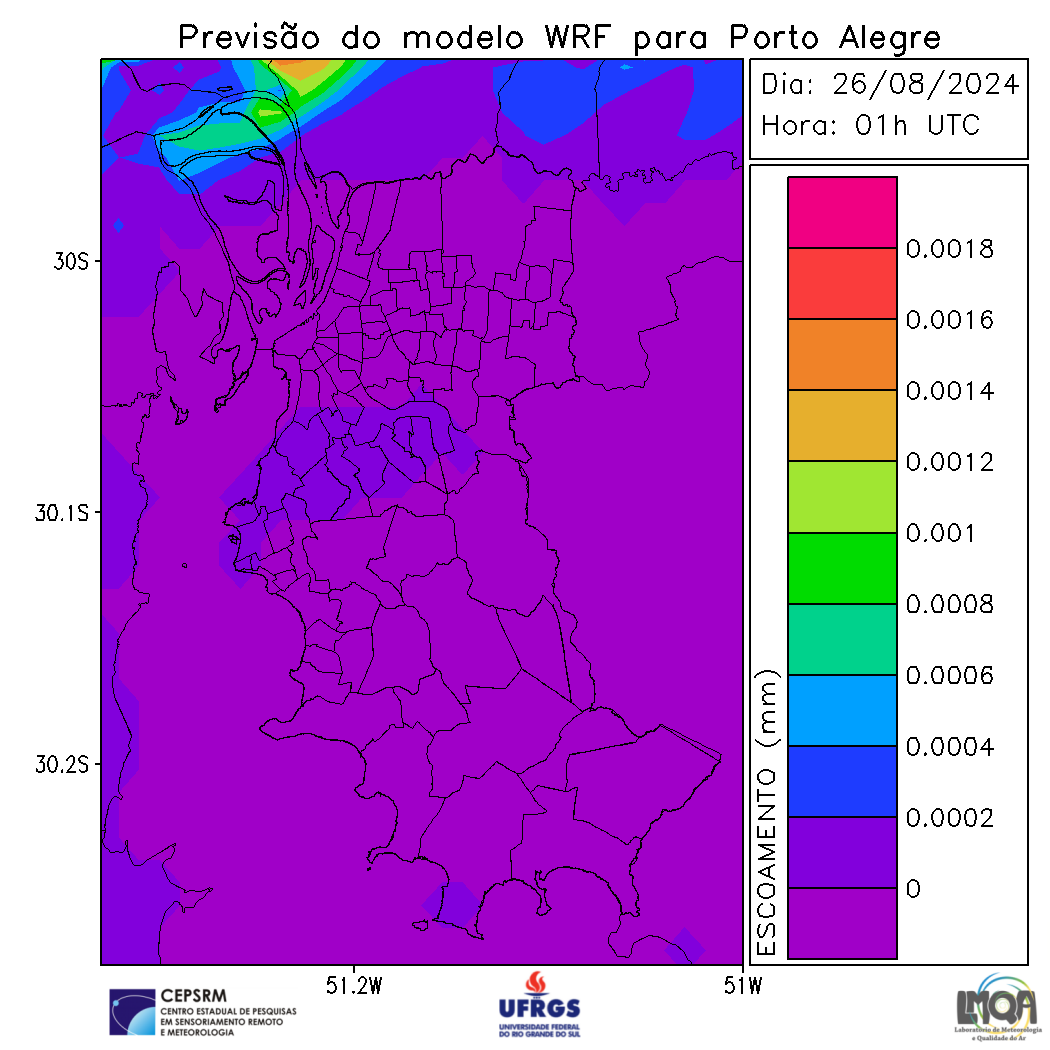 Previsão do modelo WRF para Porto Alegre
Dia: 26/08/2024
Hora: 01h UTC
30S
30.1S
30.2S
51.2W
51W
ESCOAMENTO (mm)
0.0018
0.0016
0.0014
0.0012
0.001
0.0008
0.0006
0.0004
0.0002
0
CEPSRM
CENTRO ESTADUAL DE PESQUISAS
EM SENSORIAMENTO REMOTO
E METEOROLOGIA
UFRGS
UNIVERSIDADE FEDERAL
DO RIO GRANDE DO SUL
LMQA
Laboratório de Meteorologia
e Qualidade do Ar